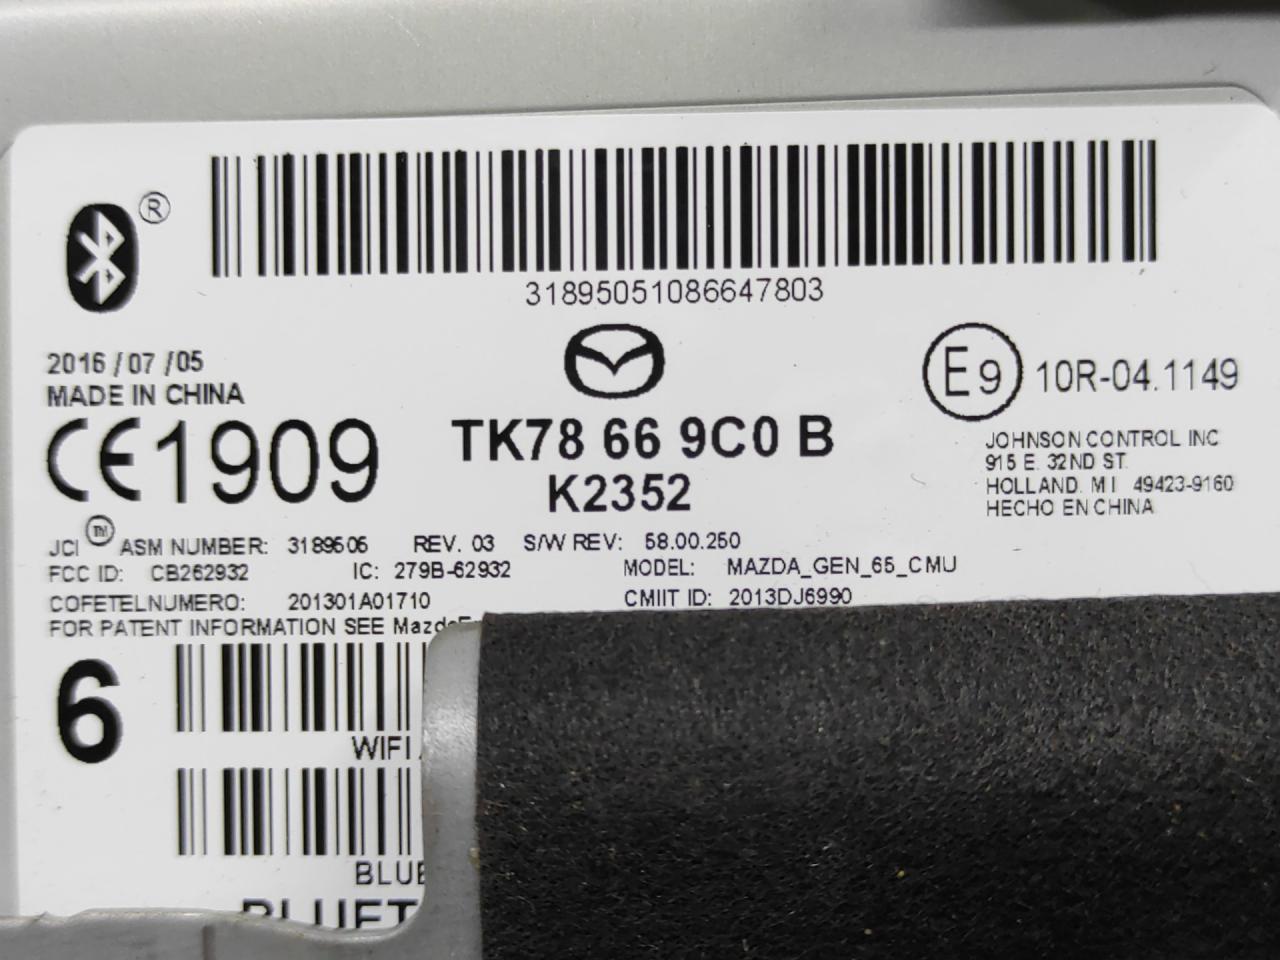 ®
31895051086647803
2016/07/05
MADE IN CHINA
CE1909
TK78 66 9C0 B
K2352
E9 10R-04.1149
JOHNSON CONTROL INC
915 E. 32ND ST.
HOLLAND. MI 49423-9160
HECHO EN CHINA
JCI™ ASM NUMBER: 3189505 REV. 03 S/W REV: 58.00.250
FCC ID: CB262932 IC: 279B-62932 MODEL: MAZDA_GEN_65_CMU
COFETELNUMERO: 201301A01710 CMIIT ID: 2013DJ6990
FOR PATENT INFORMATION SEE
6
WIFI